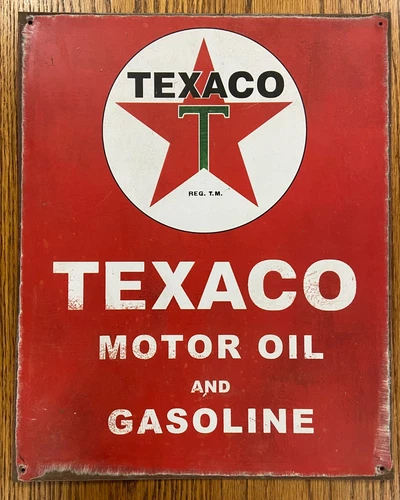 TEXACO
T
REG. T.M.
TEXACO
MOTOR OIL
AND
GASOLINE